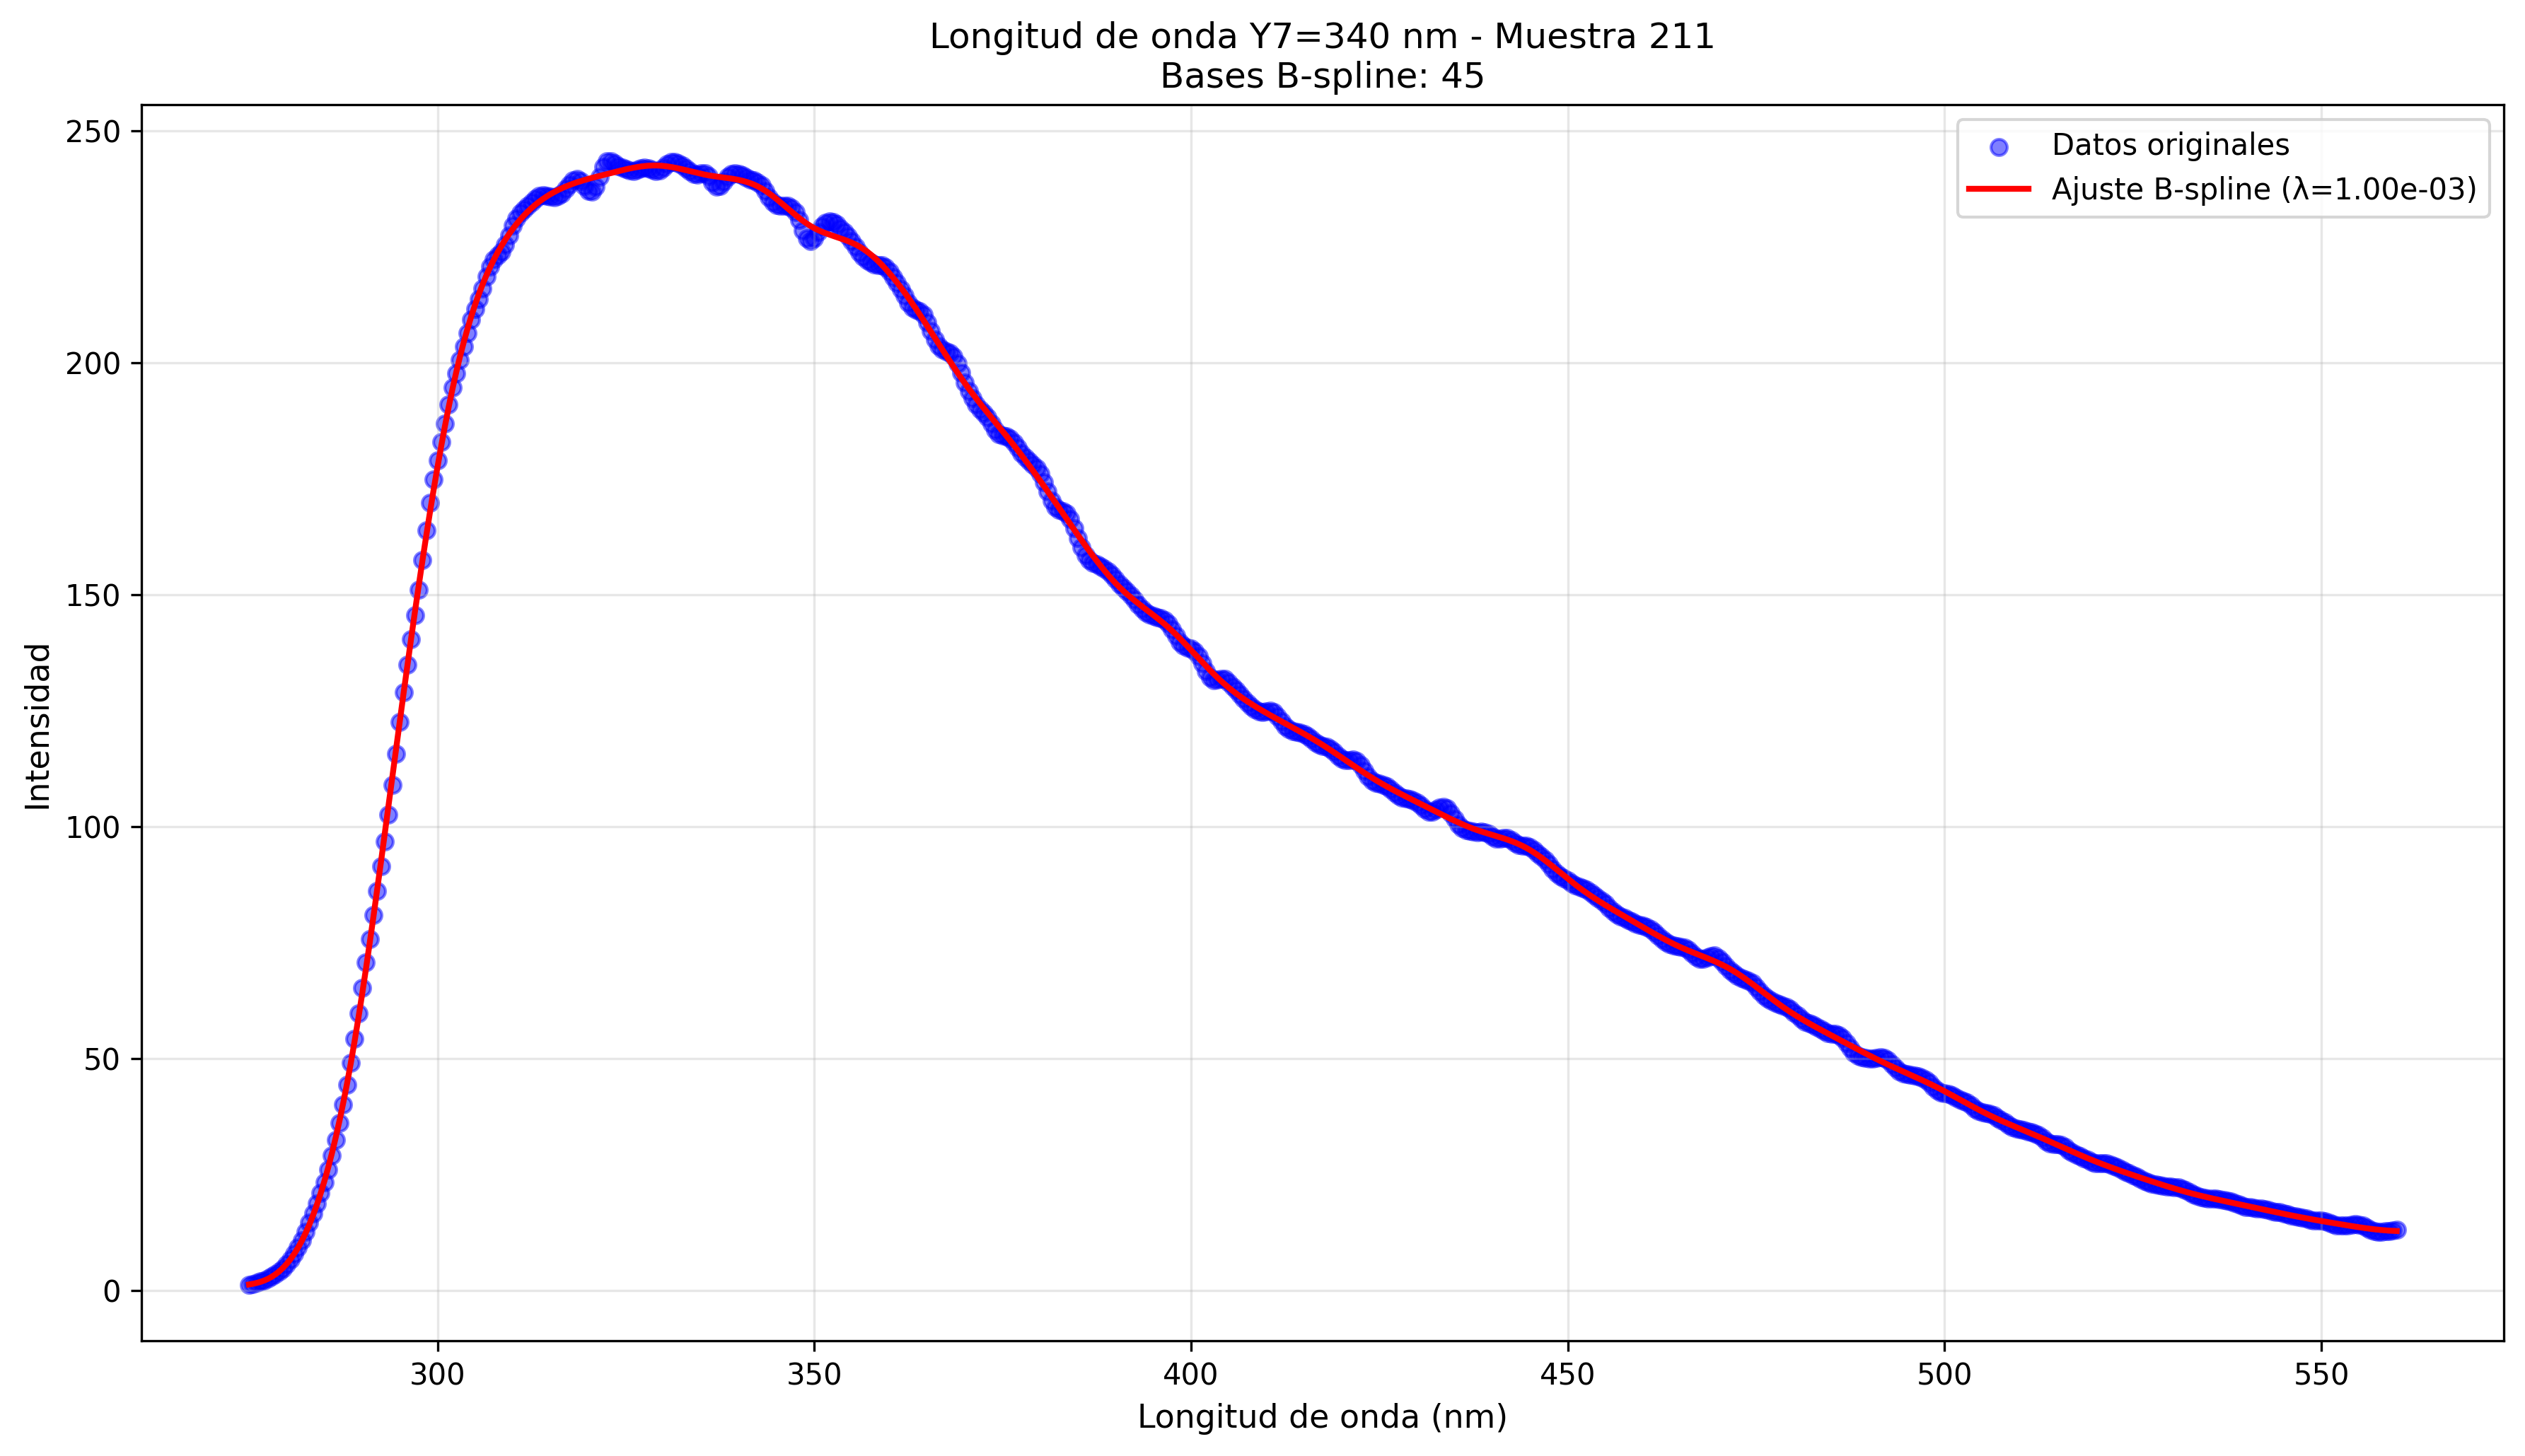 Longitud de onda Y7=340 nm - Muestra 211
Bases B-spline: 45
Datos originales
Ajuste B-spline (λ=1.00e-03)
Intensidad
250
200
150
100
50
0
300
350
400
450
500
550
Longitud de onda (nm)